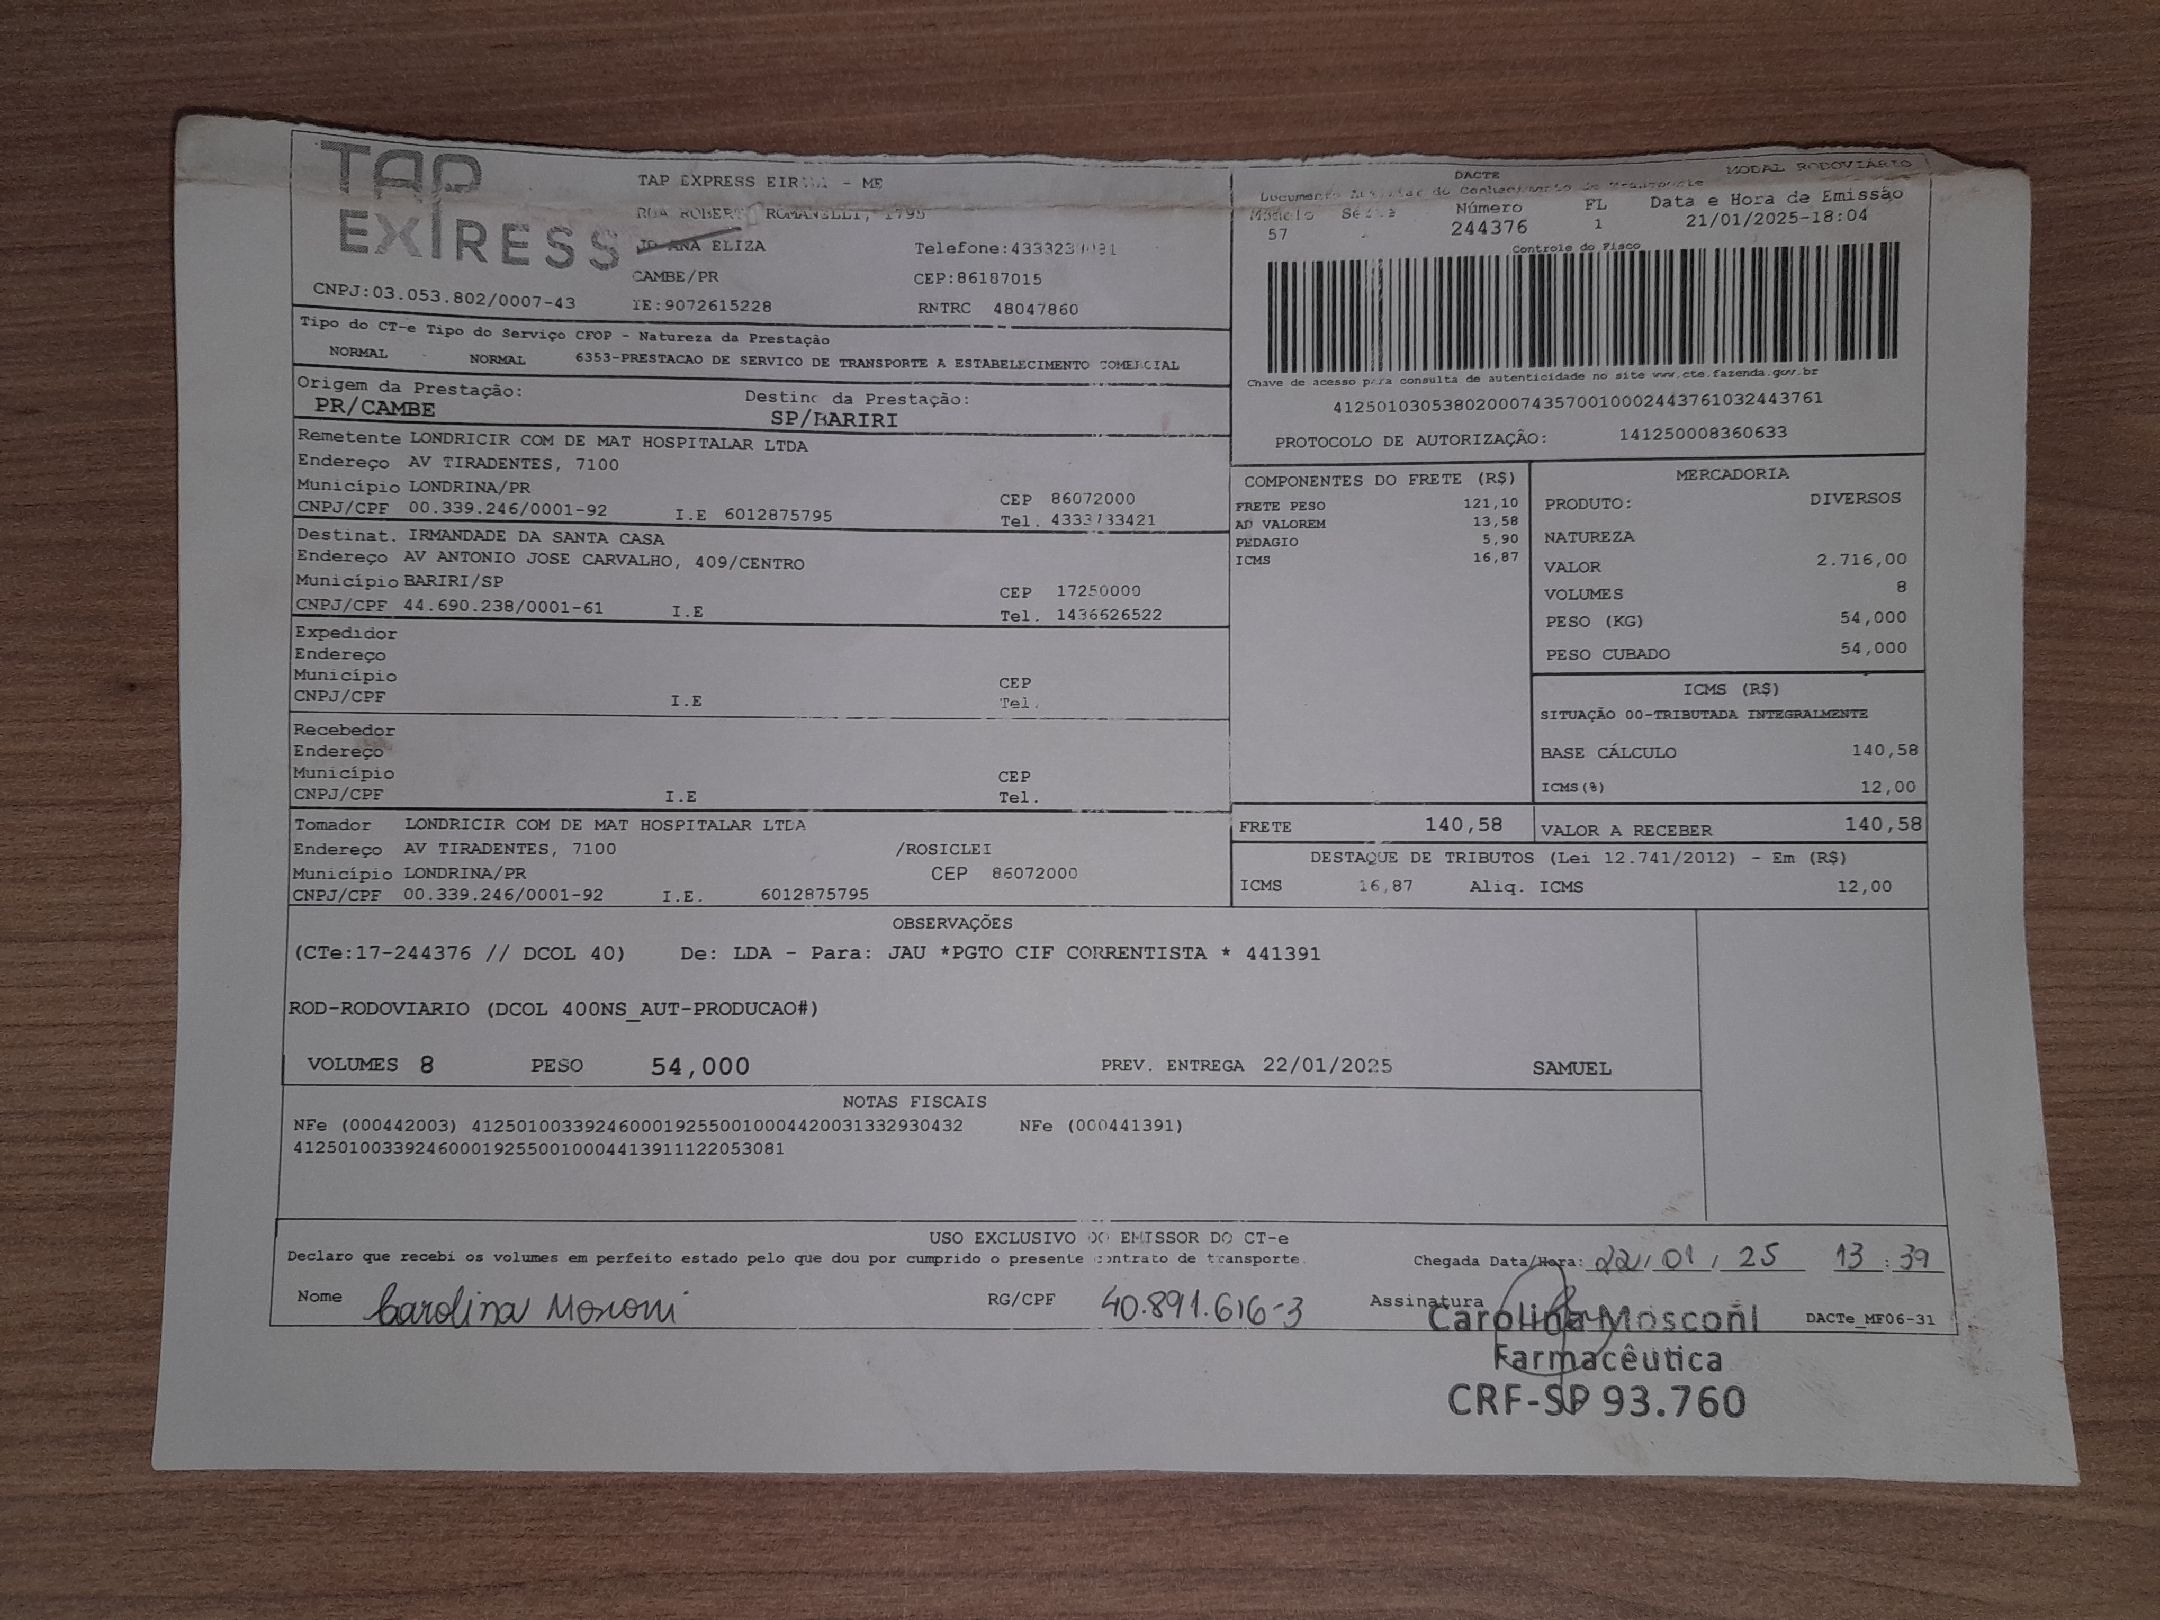 TAP
EXPRESS
CNPJ:03.053.802/0007-43
TAP EXPRESS - ME
ROMANELLI, 1795
ELIZA
CAMBE/PR
IE:9072615228
CEP:86187015
RNTRC 48047860
DACTE
MODAL RODOVIÁRIO
Número
244376
57
FL
1
Data e Hora de Emissão
21/01/2025-18:04
Controle do Fisco
Chave de acesso para consulta de autenticidade no site www.cte.fazenda.gov.br
41250103053802000743570010002443761032443761
PROTOCOLO DE AUTORIZAÇÃO: 141250008360633
Tipo do CT-e Tipo do Serviço CFOP - Natureza da Prestação
NORMAL NORMAL 6353-PRESTACAO DE SERVICO DE TRANSPORTE A ESTABELECIMENTO COMERCIAL
Origem da Prestação: Destino da Prestação:
PR/CAMBE SP/BARIRI
Remetente LONDRICIR COM DE MAT HOSPITALAR LTDA
Endereço AV TIRADENTES, 7100
Município LONDRINA/PR CEP 86072000
CNPJ/CPF 00.339.246/0001-92 I.E 6012875795 Tel. 4333733421
Destinat. IRMANDADE DA SANTA CASA
Endereço AV ANTONIO JOSE CARVALHO, 409/CENTRO
Município BARIRI/SP CEP 17250000
CNPJ/CPF 44.690.238/0001-61 I.E Tel. 1436626522
Expedidor
Endereço
Município CEP
CNPJ/CPF I.E Tel.
Recebedor
Endereço
Município CEP
CNPJ/CPF I.E Tel.
Tomador LONDRICIR COM DE MAT HOSPITALAR LTDA
Endereço AV TIRADENTES, 7100 /ROSICLEI
Município LONDRINA/PR CEP 86072000
CNPJ/CPF 00.339.246/0001-92 I.E. 6012875795
COMPONENTES DO FRETE (R$)
FRETE PESO 121,10
AD VALOREM 13,58
PEDAGIO 5,90
ICMS 16,87
MERCADORIA
PRODUTO: DIVERSOS
NATUREZA
VALOR 2.716,00
VOLUMES 8
PESO (KG) 54,000
PESO CUBADO 54,000
ICMS (R$)
SITUAÇÃO 00-TRIBUTADA INTEGRALMENTE
BASE CÁLCULO 140,58
ICMS(%) 12,00
FRETE 140,58 VALOR A RECEBER 140,58
DESTAQUE DE TRIBUTOS (Lei 12.741/2012) - Em (R$)
ICMS 16,87 Aliq. ICMS 12,00
OBSERVAÇÕES
(CTe:17-244376 // DCOL 40) De: LDA - Para: JAU *PGTO CIF CORRENTISTA * 441391
ROD-RODOVIARIO (DCOL 400NS_AUT-PRODUCAO#)
VOLUMES 8 PESO 54,000 PREV. ENTREGA 22/01/2025 SAMUEL
NOTAS FISCAIS
NFe (000442003) 41250100339246000192550010004420031332930432 NFe (000441391)
41250100339246000192550010004413911122053081
USO EXCLUSIVO DO EMISSOR DO CT-e
Declaro que recebi os volumes em perfeito estado pelo que dou por cumprido o presente contrato de transporte.
Chegada Data/Hora: 22/01/25 13:39
Nome Carolina Mosconi RG/CPF 40.891.616-3 Assinatura
Carolina Mosconi
DACTe_MF06-31
Farmacêutica
CRF-SP 93.760